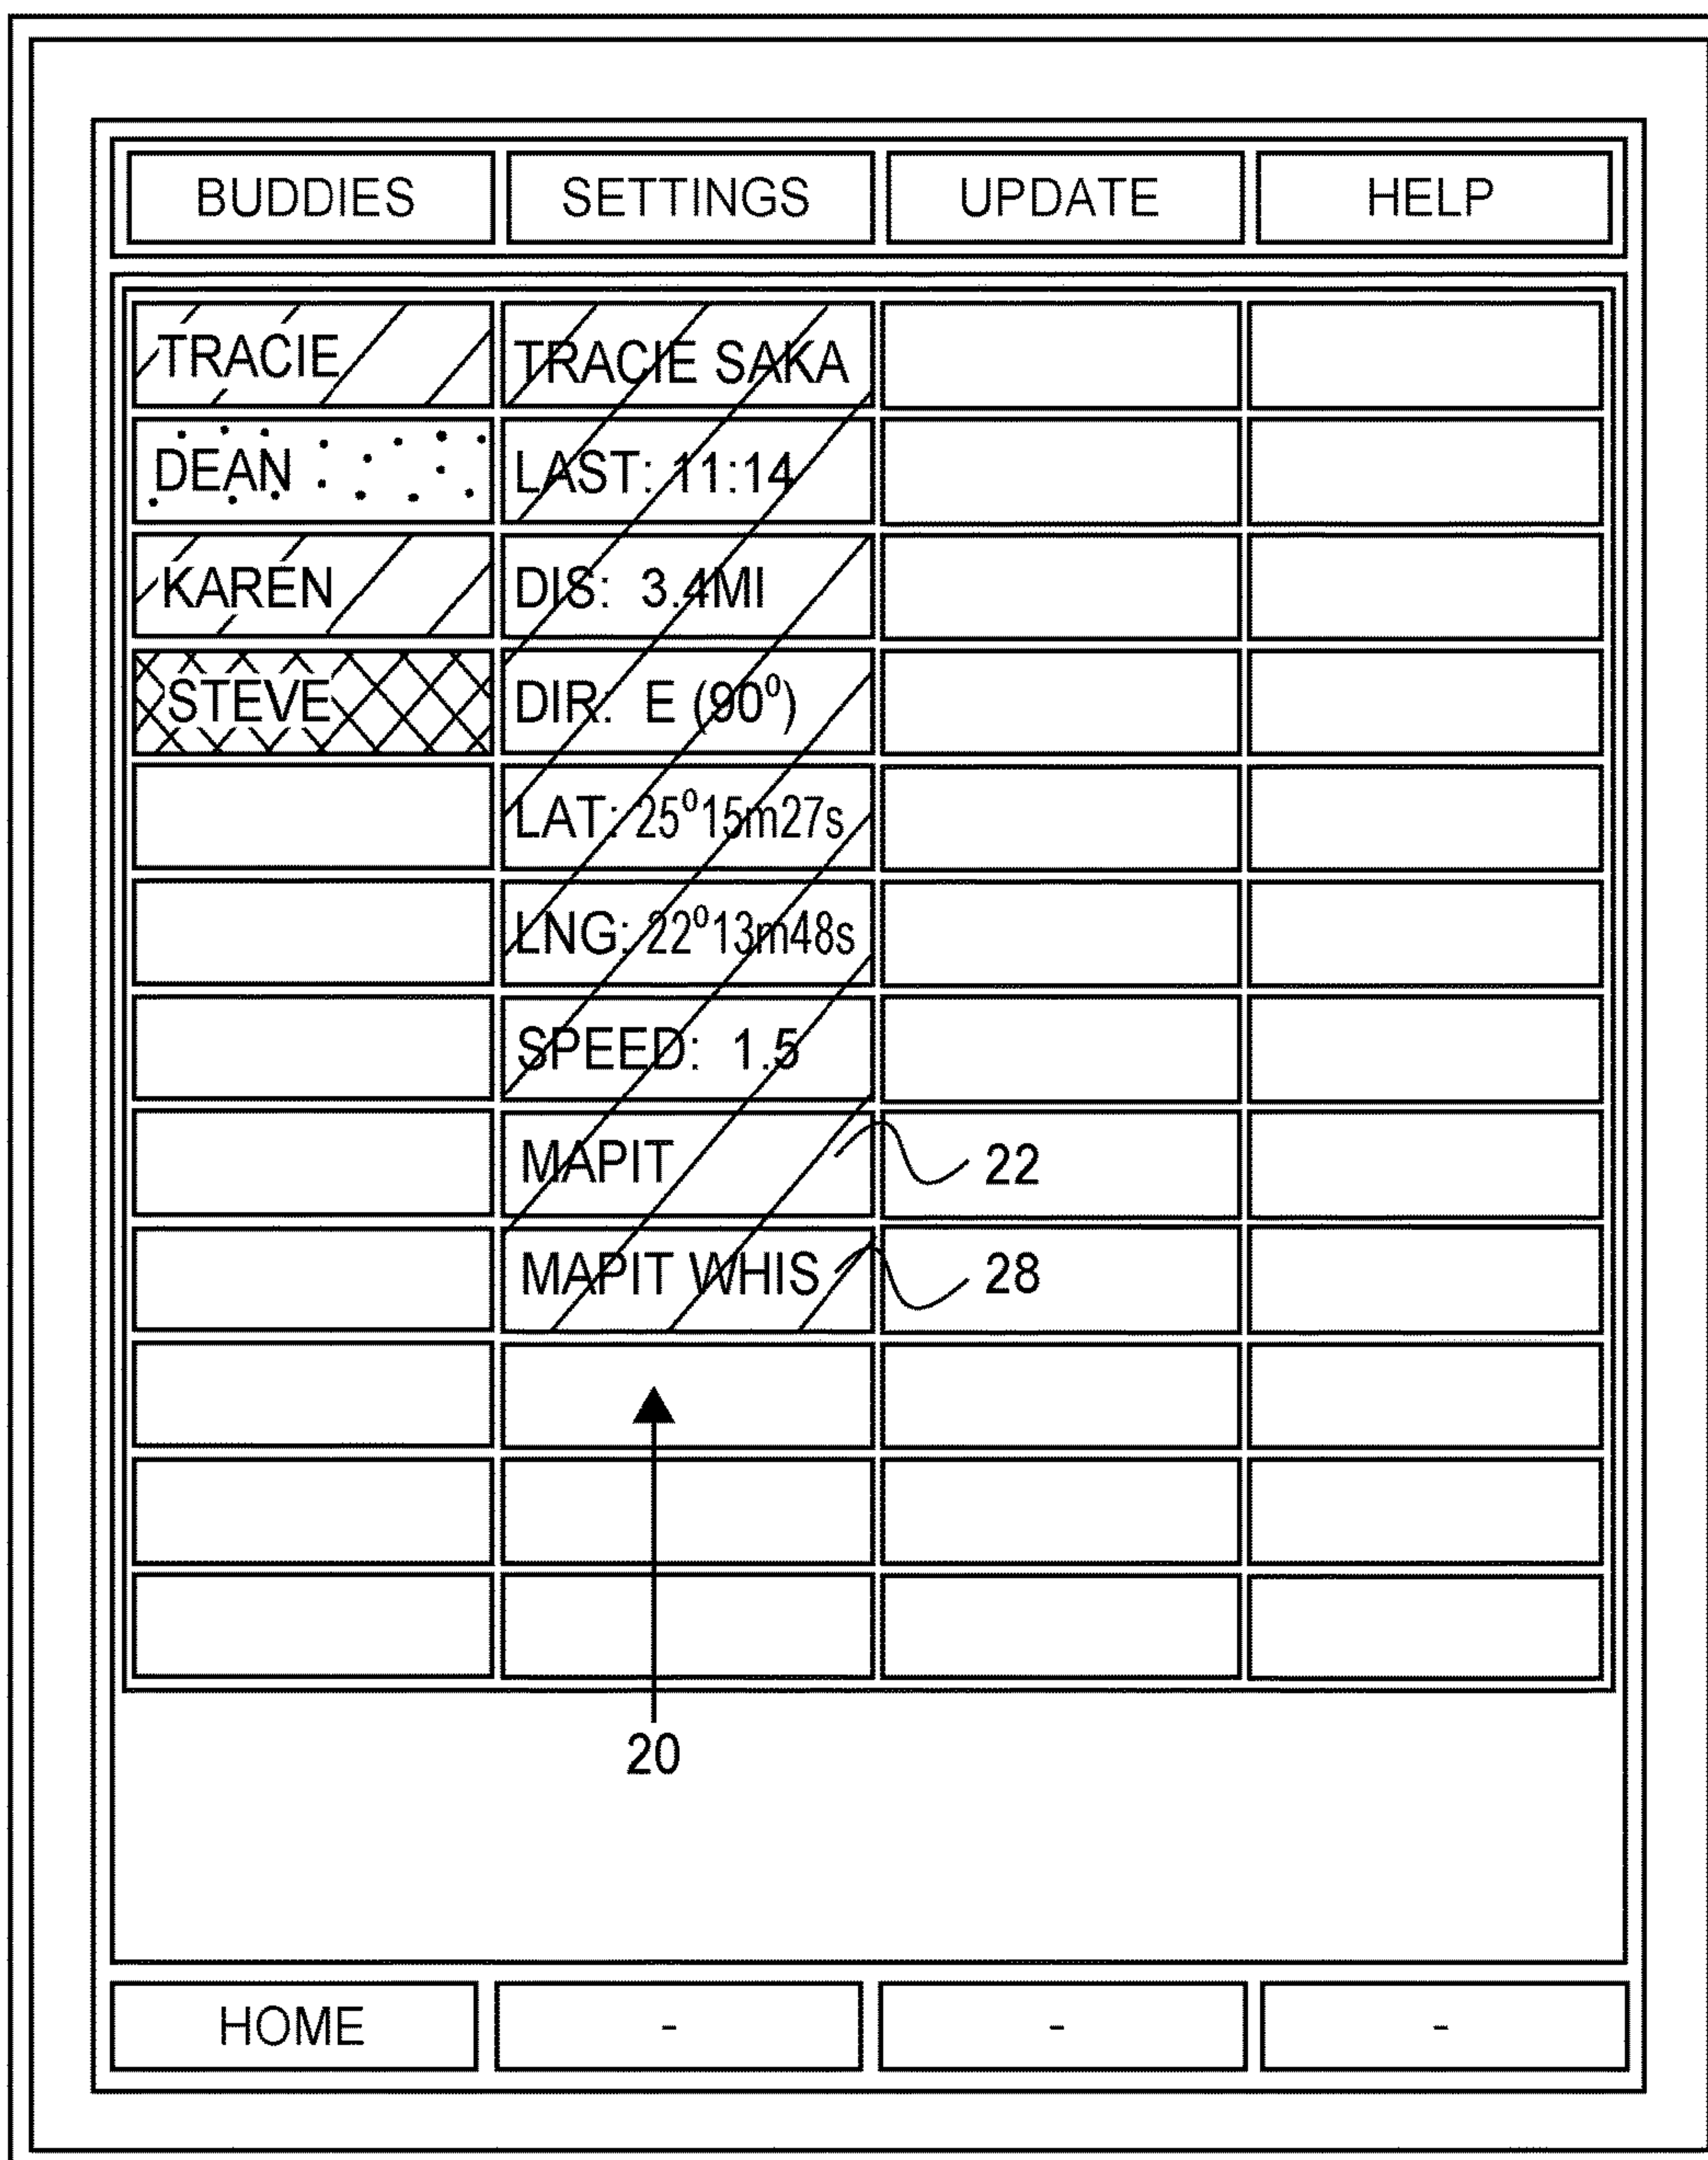 BUDDIES SETTINGS UPDATE HELP
TRACIE TRACIE SAKA
DEAN LAST: 11:14
KAREN DIS: 3.4MI
STEVE DIR: E (90⁰)
LAT: 25⁰15m27s
LNG: 22⁰13m48s
SPEED: 1.5
MAPIT 22
MAPIT WHIS 28
20
HOME - - -